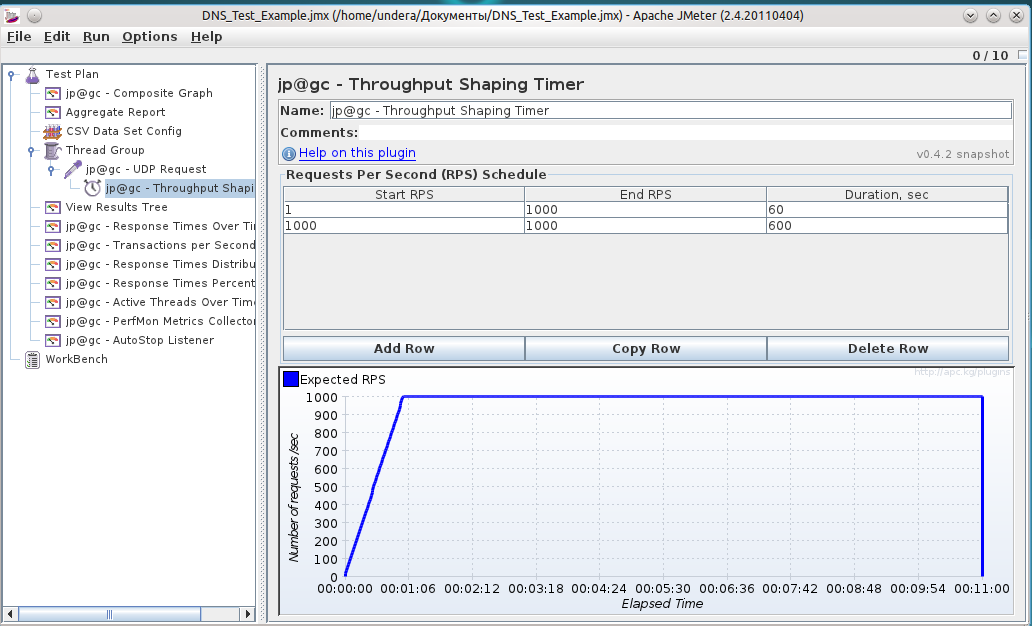 DNS_Test_Example.jmx (/home/undera/Документы/DNS_Test_Example.jmx) - Apache JMeter (2.4.20110404)
File Edit Run Options Help
0 / 10
Test Plan
jp@gc - Composite Graph
Aggregate Report
CSV Data Set Config
Thread Group
jp@gc - UDP Request
jp@gc - Throughput Shapi
View Results Tree
jp@gc - Response Times Over Ti
jp@gc - Transactions per Second
jp@gc - Response Times Distribu
jp@gc - Response Times Percent
jp@gc - Active Threads Over Time
jp@gc - PerfMon Metrics Collector
jp@gc - AutoStop Listener
WorkBench
jp@gc - Throughput Shaping Timer
Name: jp@gc - Throughput Shaping Timer
Comments:
Help on this plugin
v0.4.2 snapshot
Requests Per Second (RPS) Schedule
Start RPS End RPS Duration, sec
1 1000 60
1000 1000 600
Add Row Copy Row Delete Row
http://apc.kg/plugins
Expected RPS
1000
900
800
700
600
500
400
300
200
100
0
Number of requests /sec
00:00:00 00:01:06 00:02:12 00:03:18 00:04:24 00:05:30 00:06:36 00:07:42 00:08:48 00:09:54 00:11:00
Elapsed Time